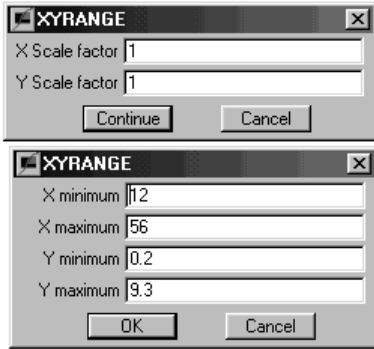 XYRANGE
X Scale factor 1
Y Scale factor 1
Continue Cancel
XYRANGE
X minimum 12
X maximum 56
Y minimum 0.2
Y maximum 9.3
OK Cancel